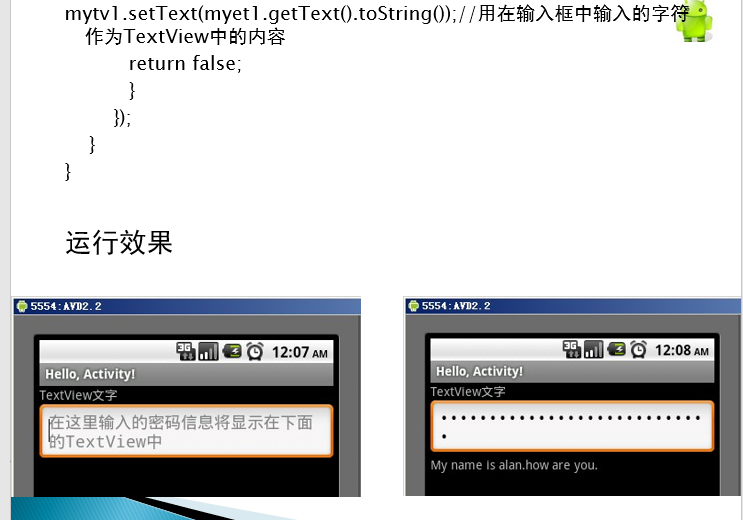 mytv1.setText(myet1.getText().toString());//用在输入框中输入的字符
作为TextView中的内容
return false;
}
});
}
}
运行效果
5554:AVD2.2
3G
12:07 AM
Hello, Activity!
TextView文字
在这里输入的密码信息将显示在下面
的TextView中
5554:AVD2.2
3G
12:08 AM
Hello, Activity!
TextView文字
My name is alan.how are you.